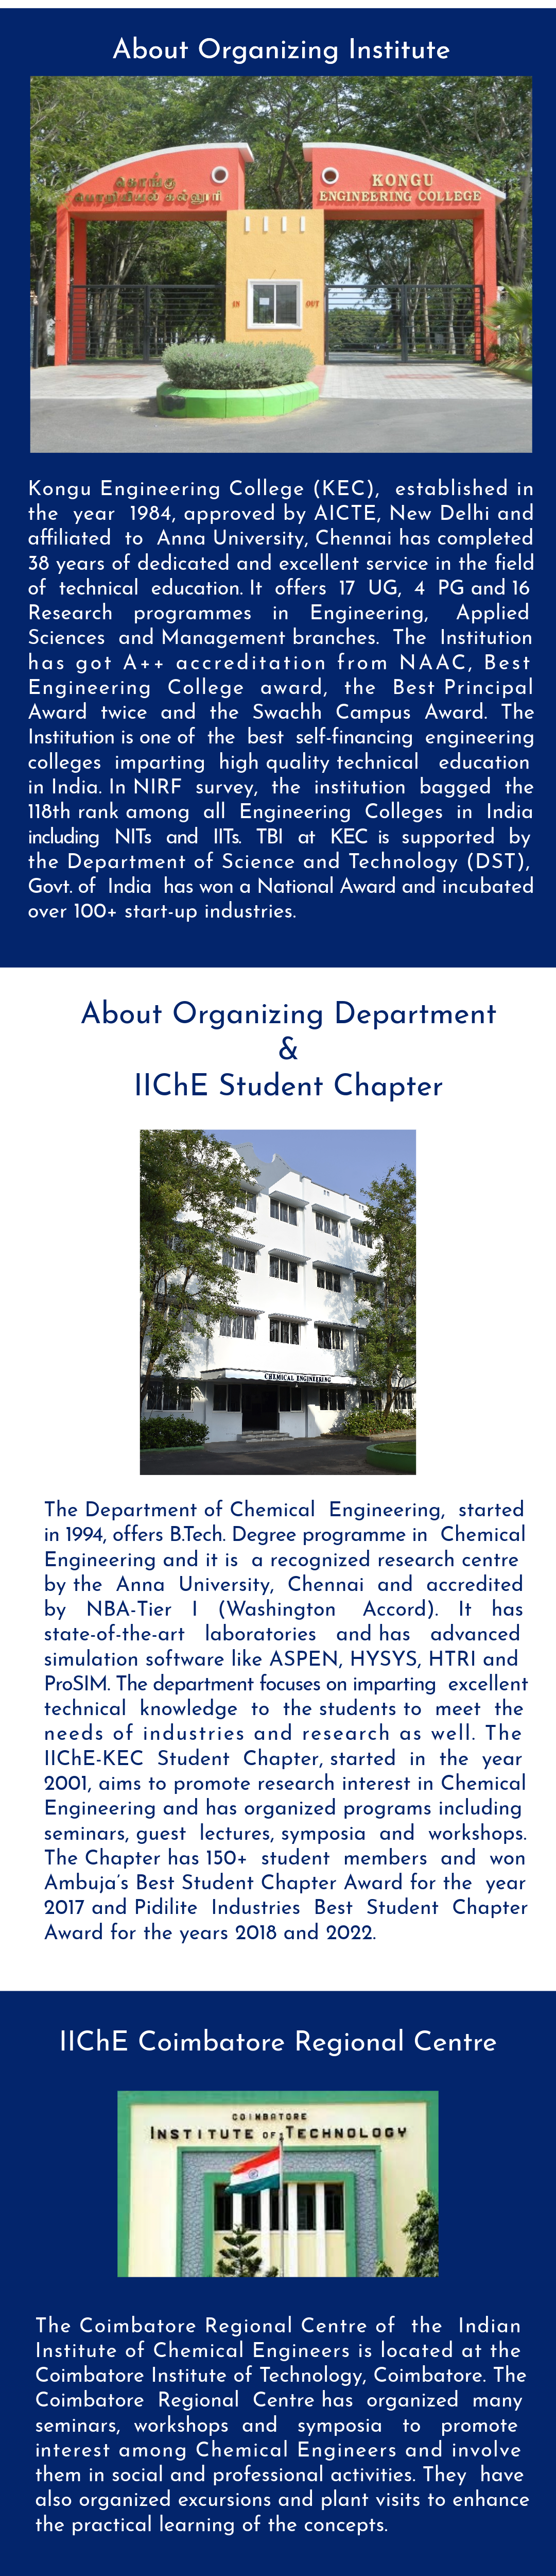 About Organizing Institute
கொங்கு
பொறியியல் கல்லூரி
KONGU
ENGINEERING COLLEGE
IN
OUT
Kongu Engineering College (KEC), established in
the year 1984, approved by AICTE, New Delhi and
affiliated to Anna University, Chennai has completed
38 years of dedicated and excellent service in the field
of technical education. It offers 17 UG, 4 PG and 16
Research programmes in Engineering, Applied
Sciences and Management branches. The Institution
has got A++ accreditation from NAAC, Best
Engineering College award, the Best Principal
Award twice and the Swachh Campus Award. The
Institution is one of the best self-financing engineering
colleges imparting high quality technical education
in India. In NIRF survey, the institution bagged the
118th rank among all Engineering Colleges in India
including NITs and IITs. TBI at KEC is supported by
the Department of Science and Technology (DST),
Govt. of India has won a National Award and incubated
over 100+ start-up industries.
About Organizing Department
&
IIChE Student Chapter
CHEMICAL ENGINEERING
The Department of Chemical Engineering, started
in 1994, offers B.Tech. Degree programme in Chemical
Engineering and it is a recognized research centre
by the Anna University, Chennai and accredited
by NBA-Tier I (Washington Accord). It has
state-of-the-art laboratories and has advanced
simulation software like ASPEN, HYSYS, HTRI and
ProSIM. The department focuses on imparting excellent
technical knowledge to the students to meet the
needs of industries and research as well. The
IIChE-KEC Student Chapter, started in the year
2001, aims to promote research interest in Chemical
Engineering and has organized programs including
seminars, guest lectures, symposia and workshops.
The Chapter has 150+ student members and won
Ambuja's Best Student Chapter Award for the year
2017 and Pidilite Industries Best Student Chapter
Award for the years 2018 and 2022.
IIChE Coimbatore Regional Centre
COIMBATORE
INSTITUTE OF TECHNOLOGY
The Coimbatore Regional Centre of the Indian
Institute of Chemical Engineers is located at the
Coimbatore Institute of Technology, Coimbatore. The
Coimbatore Regional Centre has organized many
seminars, workshops and symposia to promote
interest among Chemical Engineers and involve
them in social and professional activities. They have
also organized excursions and plant visits to enhance
the practical learning of the concepts.